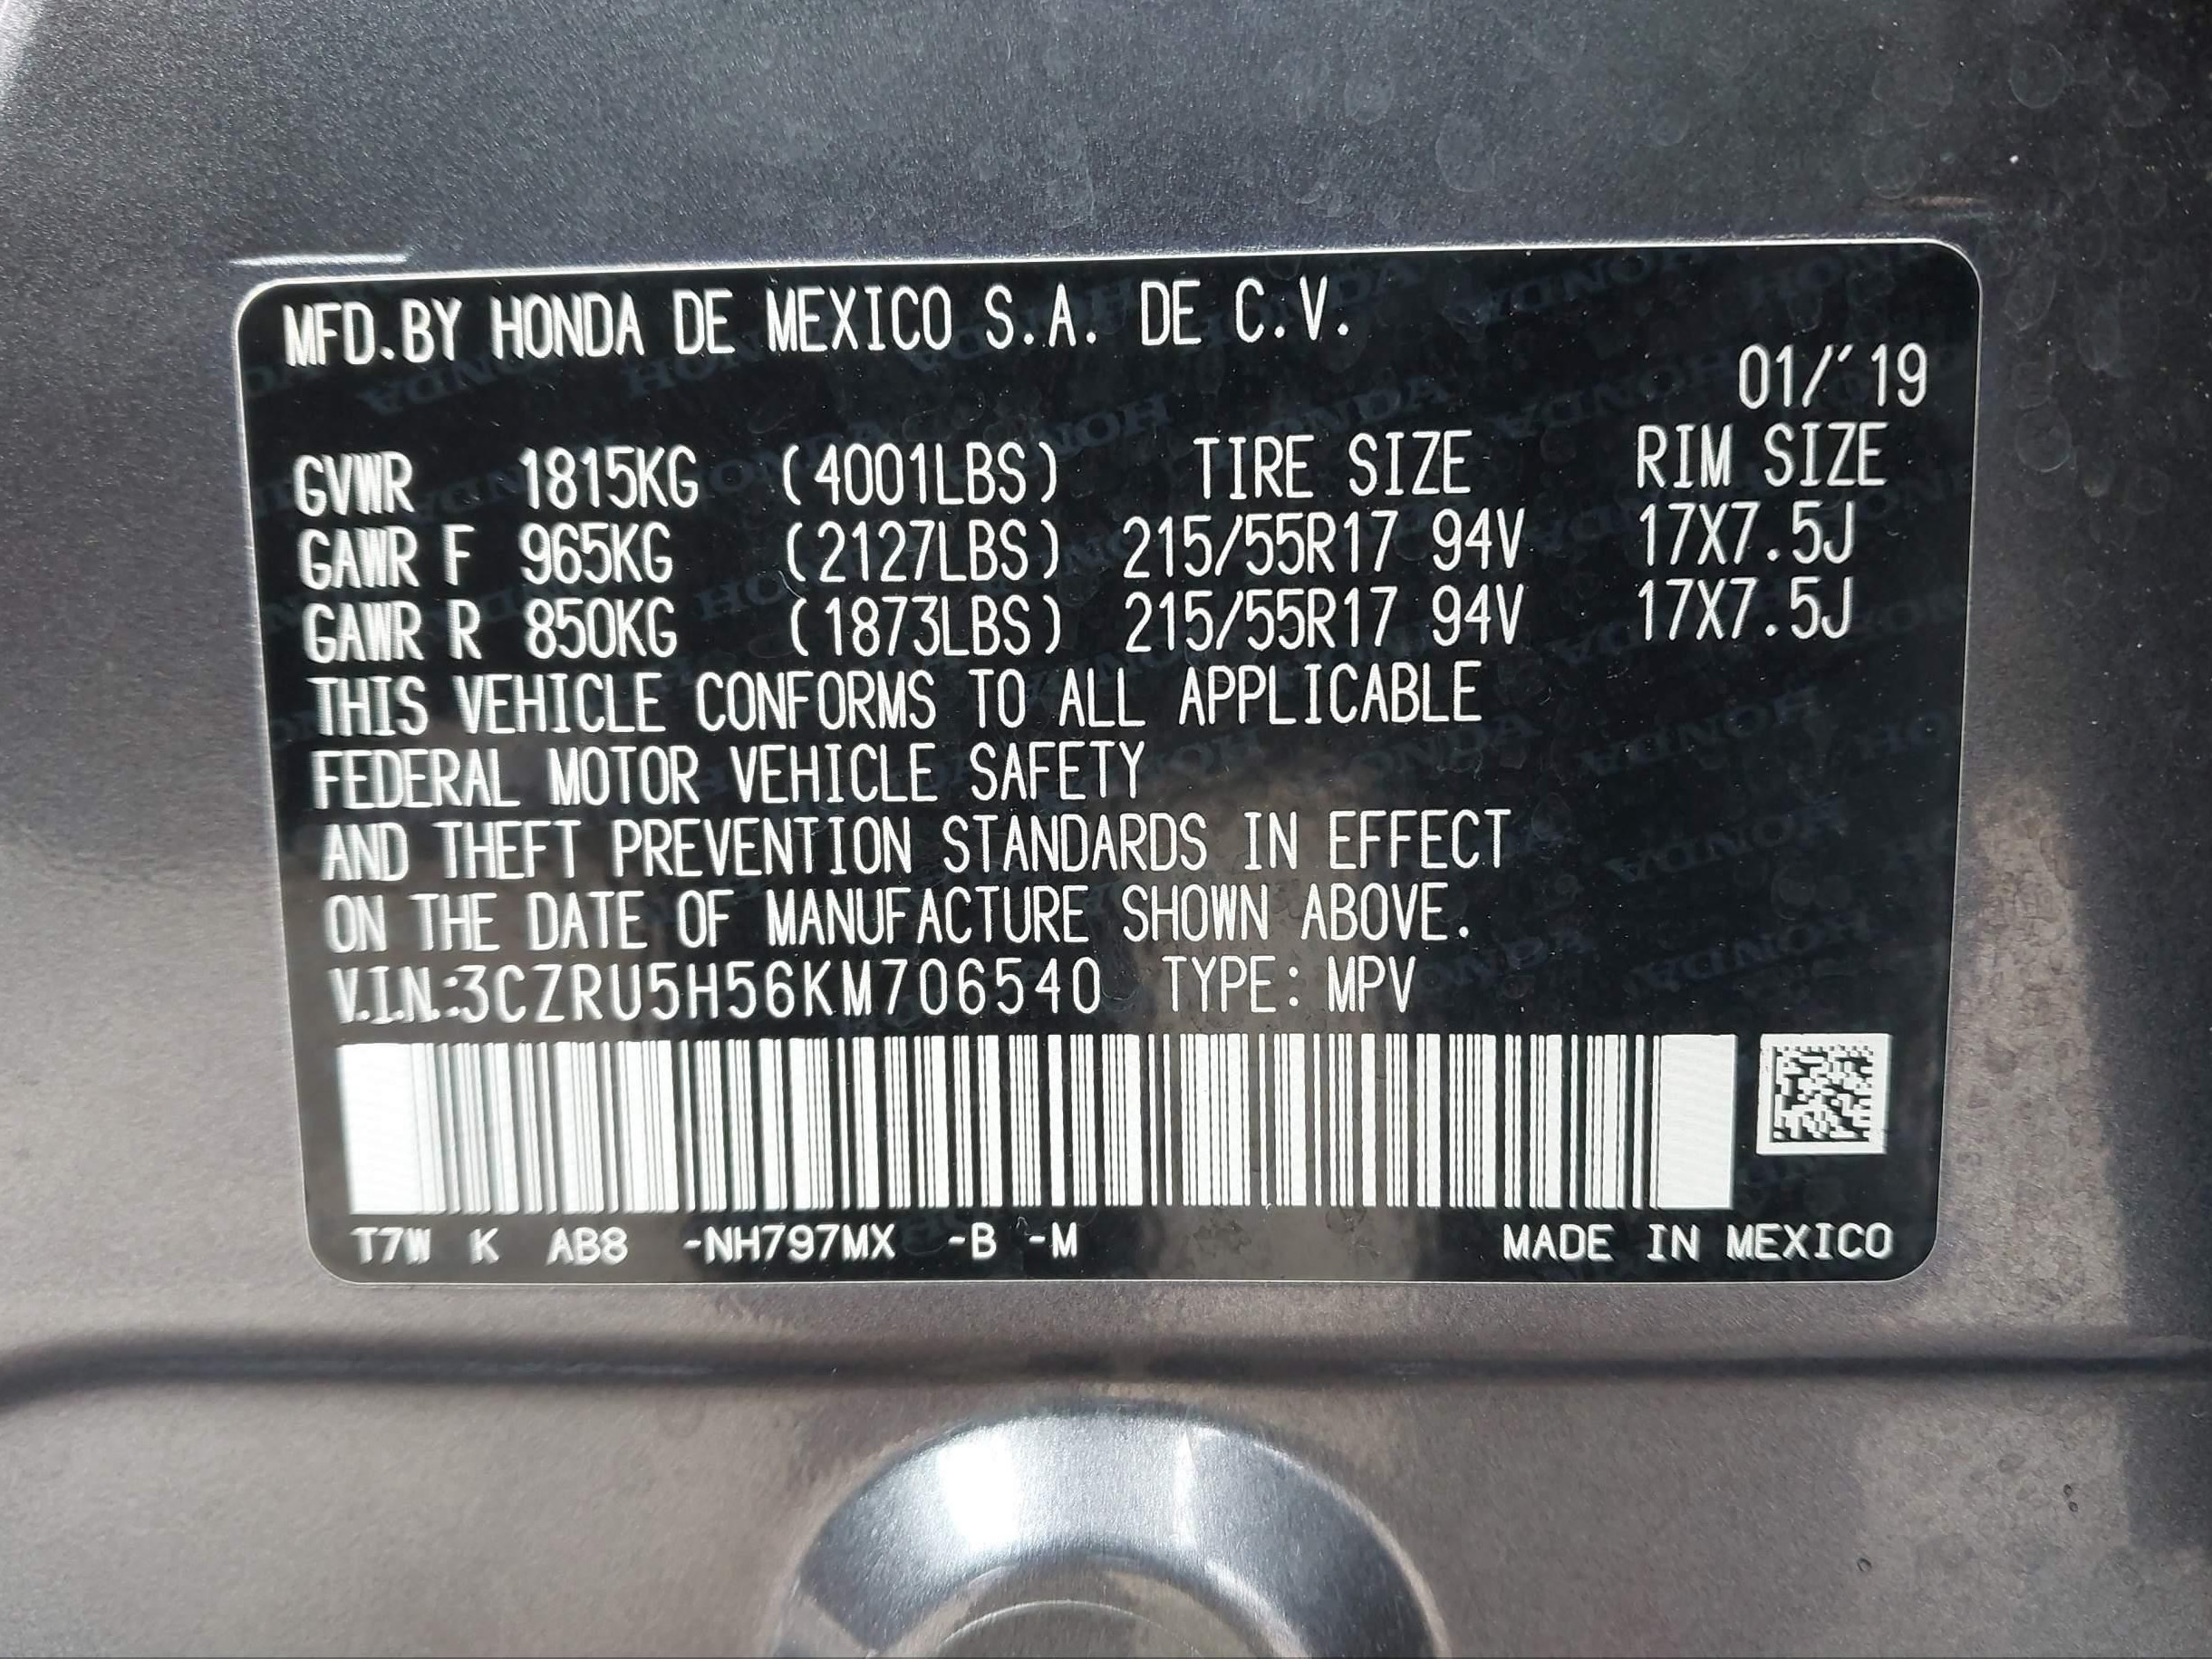 MFD.BY HONDA DE MEXICO S.A. DE C.V.
01/'19
GVWR 1815KG (4001LBS) TIRE SIZE RIM SIZE
GAWR F 965KG (2127LBS) 215/55R17 94V 17X7.5J
GAWR R 850KG (1873LBS) 215/55R17 94V 17X7.5J
THIS VEHICLE CONFORMS TO ALL APPLICABLE
FEDERAL MOTOR VEHICLE SAFETY
AND THEFT PREVENTION STANDARDS IN EFFECT
ON THE DATE OF MANUFACTURE SHOWN ABOVE.
V.I.N.:3CZRU5H56KM706540 TYPE: MPV
T7W K AB8 -NH797MX -B -M MADE IN MEXICO